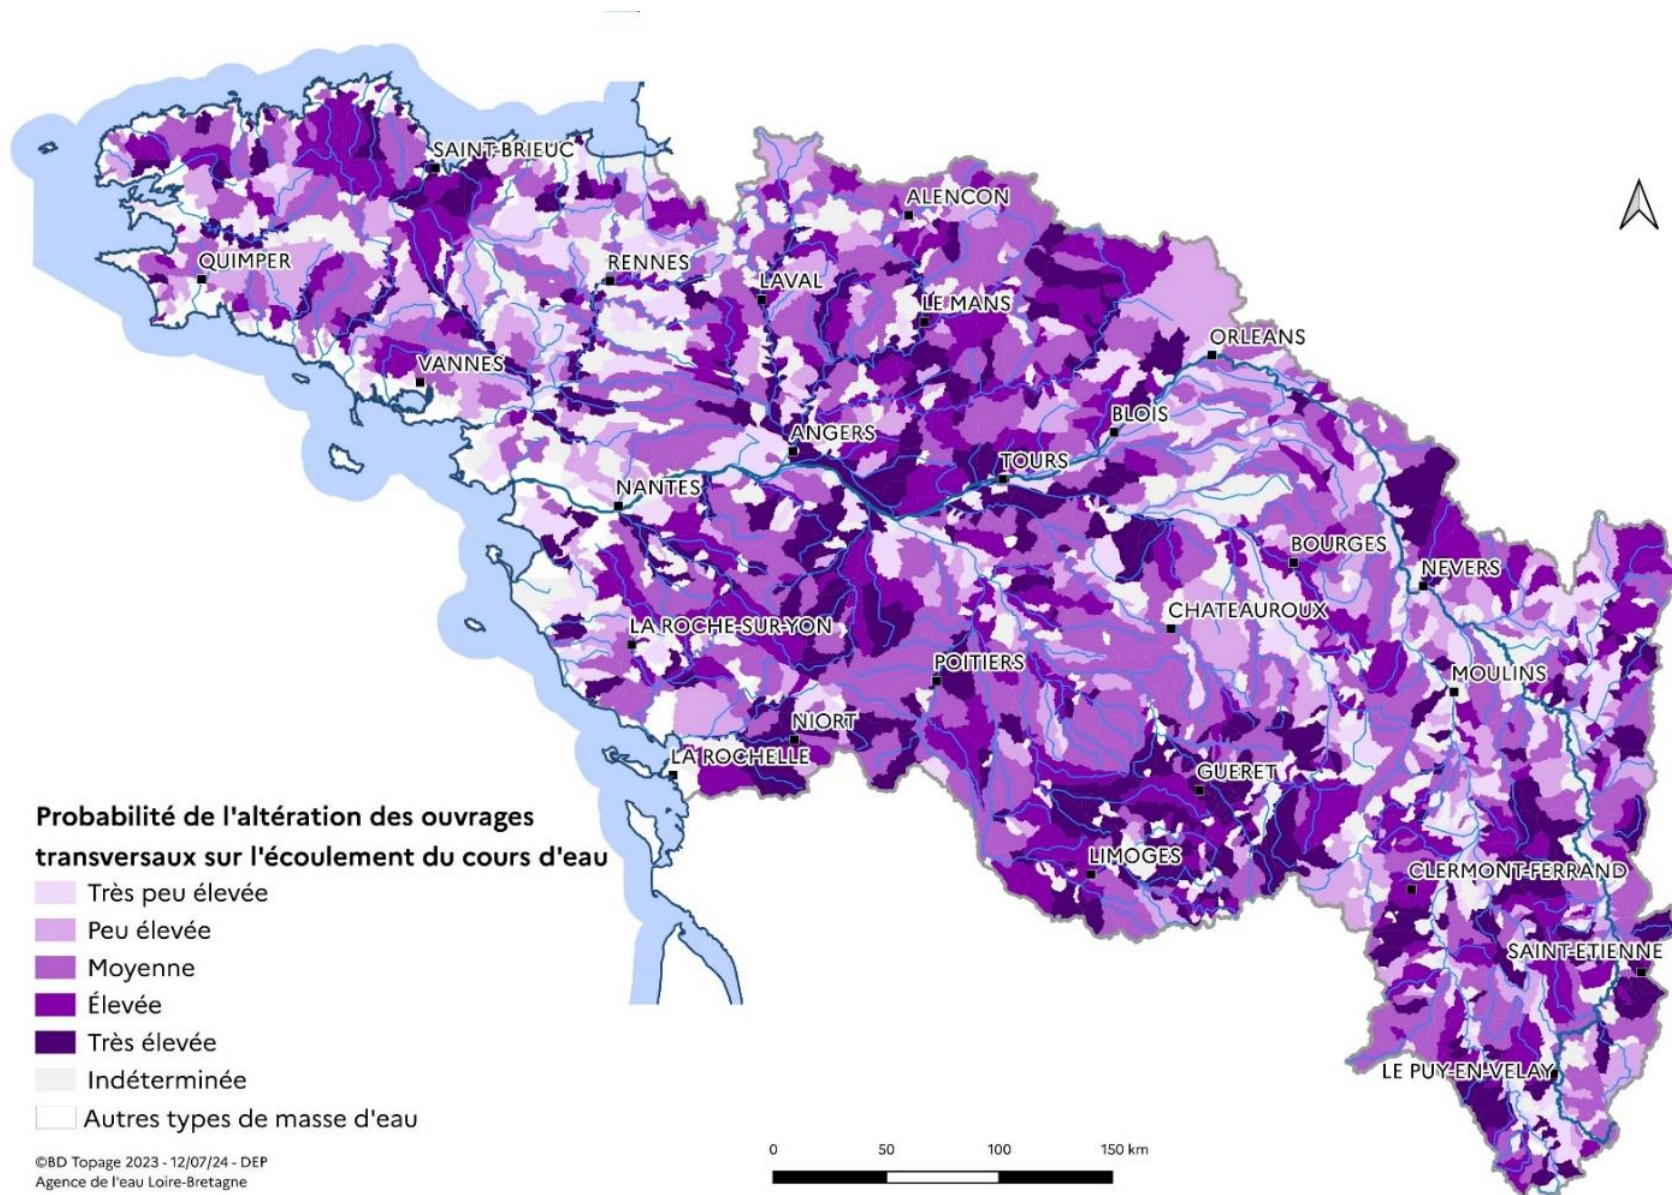 SAINT-BRIEUC
ALENCON
QUIMPER
RENNES
LAVAL
LE MANS
ORLEANS
VANNES
BLOIS
ANGERS
TOURS
NANTES
BOURGES
NEVERS
CHATEAUROUX
LA ROCHE-SUR-YON
POITIERS
MOULINS
NIORT
LA ROCHELLE
GUERET
LIMOGES
CLERMONT-FERRAND
SAINT-ETIENNE
LE PUY-EN-VELAY
Probabilité de l'altération des ouvrages
transversaux sur l'écoulement du cours d'eau
Très peu élevée
Peu élevée
Moyenne
Élevée
Très élevée
Indéterminée
Autres types de masse d'eau
©BD Topage 2023 - 12/07/24 - DEP
Agence de l'eau Loire-Bretagne
0 50 100 150 km